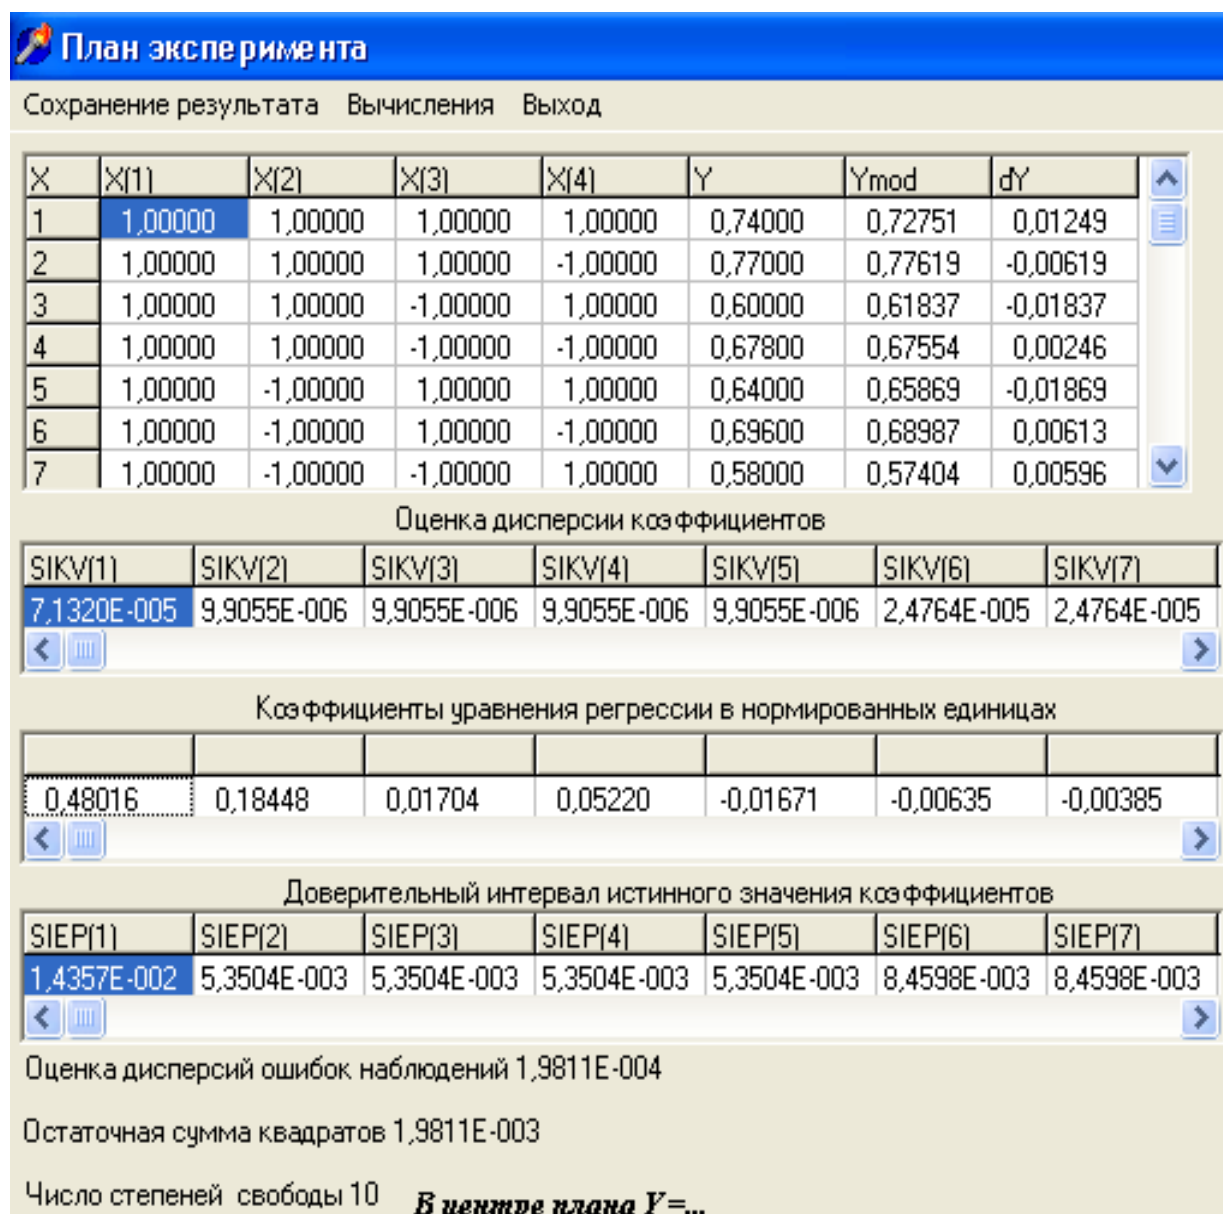 План эксперимента
Сохранение результата Вычисления Выход
X X(1) X(2) X(3) X(4) Y Ymod dY
1 1,00000 1,00000 1,00000 1,00000 0,74000 0,72751 0,01249
2 1,00000 1,00000 1,00000 -1,00000 0,77000 0,77619 -0,00619
3 1,00000 1,00000 -1,00000 1,00000 0,60000 0,61837 -0,01837
4 1,00000 1,00000 -1,00000 -1,00000 0,67800 0,67554 0,00246
5 1,00000 -1,00000 1,00000 1,00000 0,64000 0,65869 -0,01869
6 1,00000 -1,00000 1,00000 -1,00000 0,69600 0,68987 0,00613
7 1,00000 -1,00000 -1,00000 1,00000 0,58000 0,57404 0,00596
Оценка дисперсии коэффициентов
SIKV(1) SIKV(2) SIKV(3) SIKV(4) SIKV(5) SIKV(6) SIKV(7)
7,1320E-005 9,9055E-006 9,9055E-006 9,9055E-006 9,9055E-006 2,4764E-005 2,4764E-005
Коэффициенты уравнения регрессии в нормированных единицах
0,48016 0,18448 0,01704 0,05220 -0,01671 -0,00635 -0,00385
Доверительный интервал истинного значения коэффициентов
SIEP(1) SIEP(2) SIEP(3) SIEP(4) SIEP(5) SIEP(6) SIEP(7)
1,4357E-002 5,3504E-003 5,3504E-003 5,3504E-003 5,3504E-003 8,4598E-003 8,4598E-003
Оценка дисперсий ошибок наблюдений 1,9811E-004
Остаточная сумма квадратов 1,9811E-003
Число степеней свободы 10 В центре плана Y=...